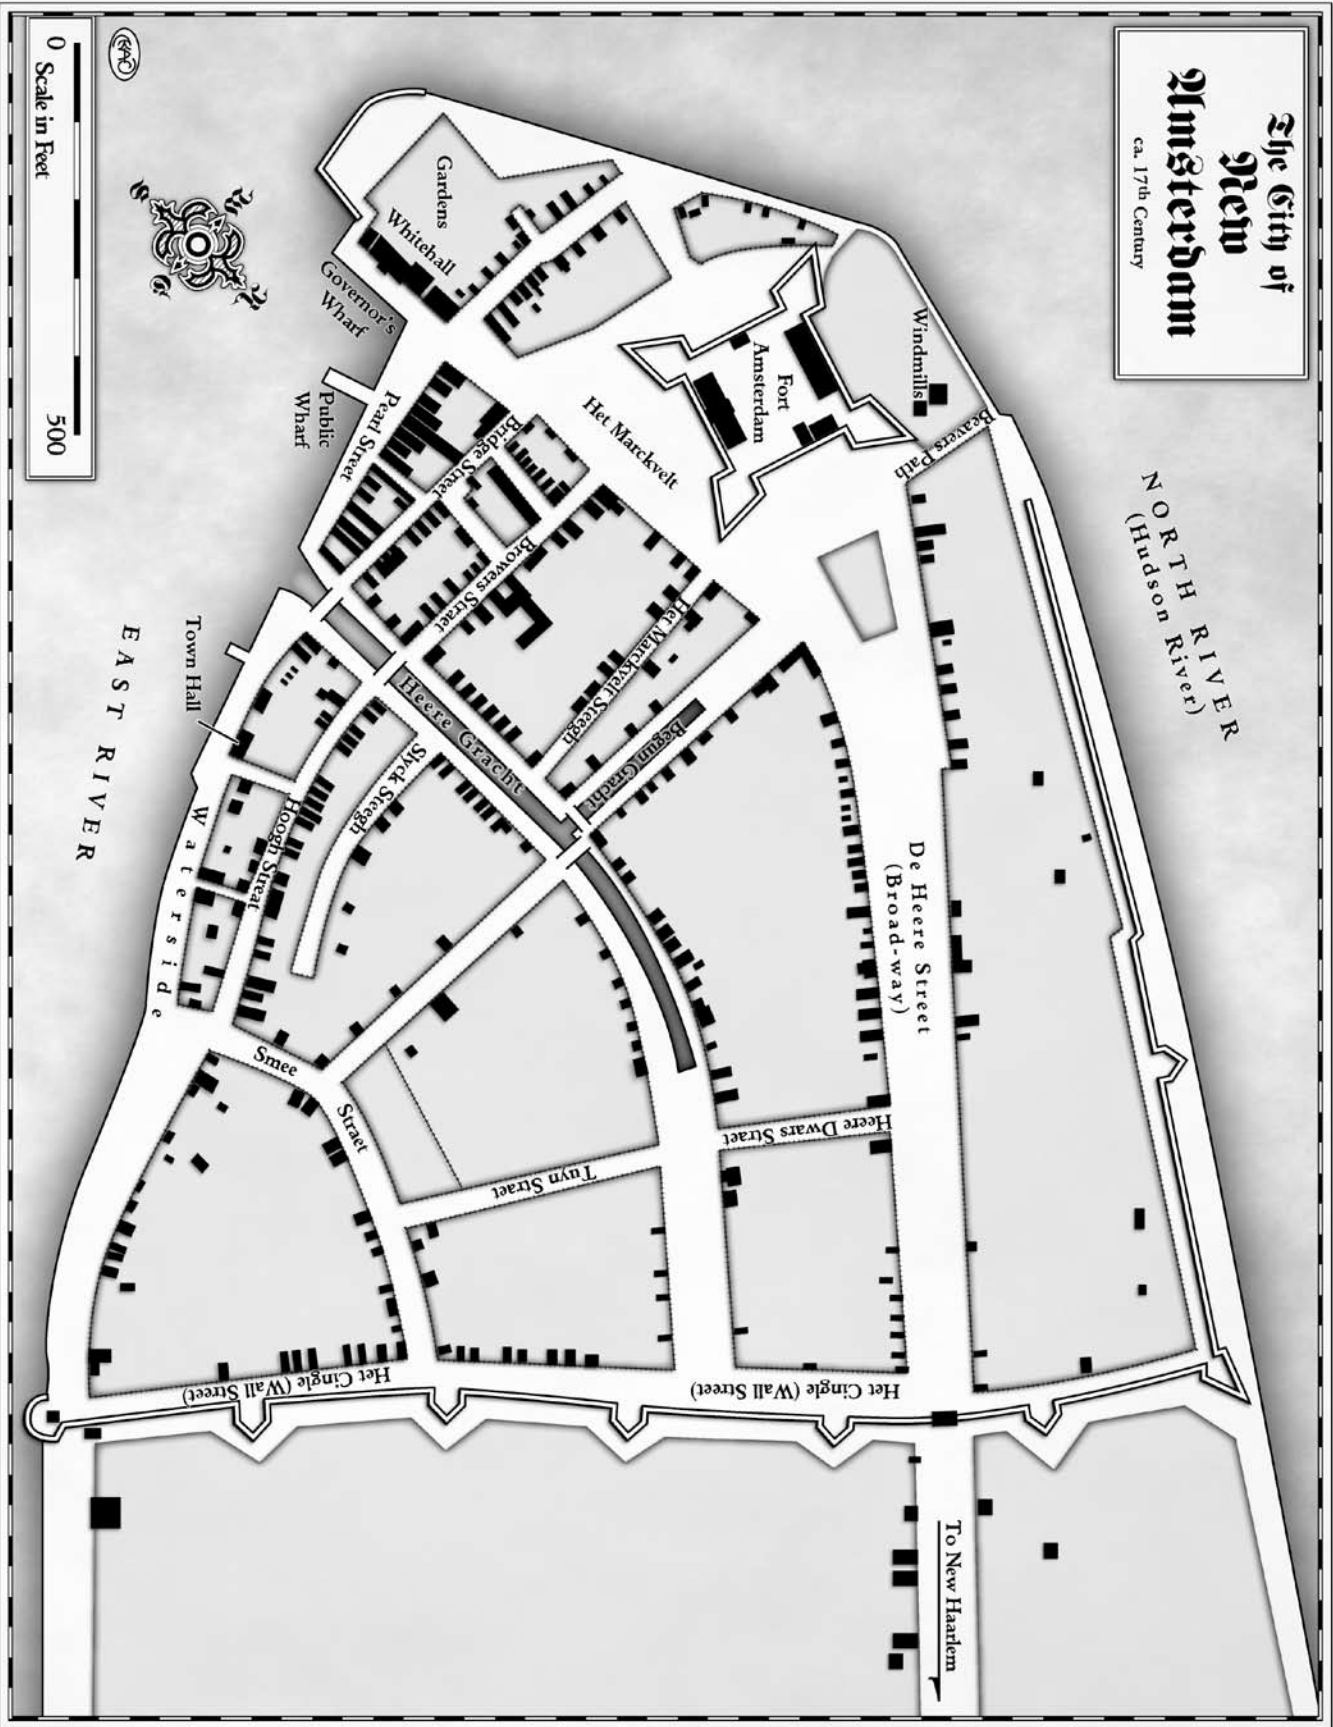 The City of
New
Amsterdam
ca. 17th Century
0
Scale in Feet
500
NORTH RIVER
(Hudson River)
EAST RIVER
Gardens
Whitehall
Governor's
Wharf
Public
Wharf
Pearl Street
Bridge Street
Browers Straet
Het Marckvelt
Fort
Amsterdam
Windmills
Beavers Path
Het Marckvelt Steegh
Begun Gracht
Heere Gracht
Town Hall
Slyck Steegh
Hoogh Streat
Waterside
De Heere Street
(Broad-way)
Smee
Straet
Tuyn Straet
Heere Dwars Straet
Het Cingle (Wall Street)
Het Cingle (Wall Street)
To New Haarlem